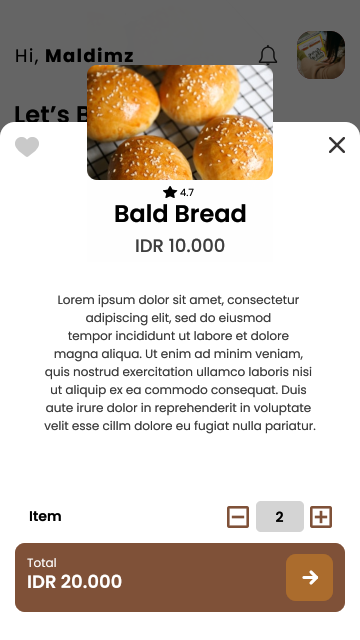 Hi, Maldimz
Let's B
4.7
Bald Bread
IDR 10.000
Lorem ipsum dolor sit amet, consectetur
adipiscing elit, sed do eiusmod
tempor incididunt ut labore et dolore
magna aliqua. Ut enim ad minim veniam,
quis nostrud exercitation ullamco laboris nisi
ut aliquip ex ea commodo consequat. Duis
aute irure dolor in reprehenderit in voluptate
velit esse cillm dolore eu fugiat nulla pariatur.
Item
2
Total
IDR 20.000